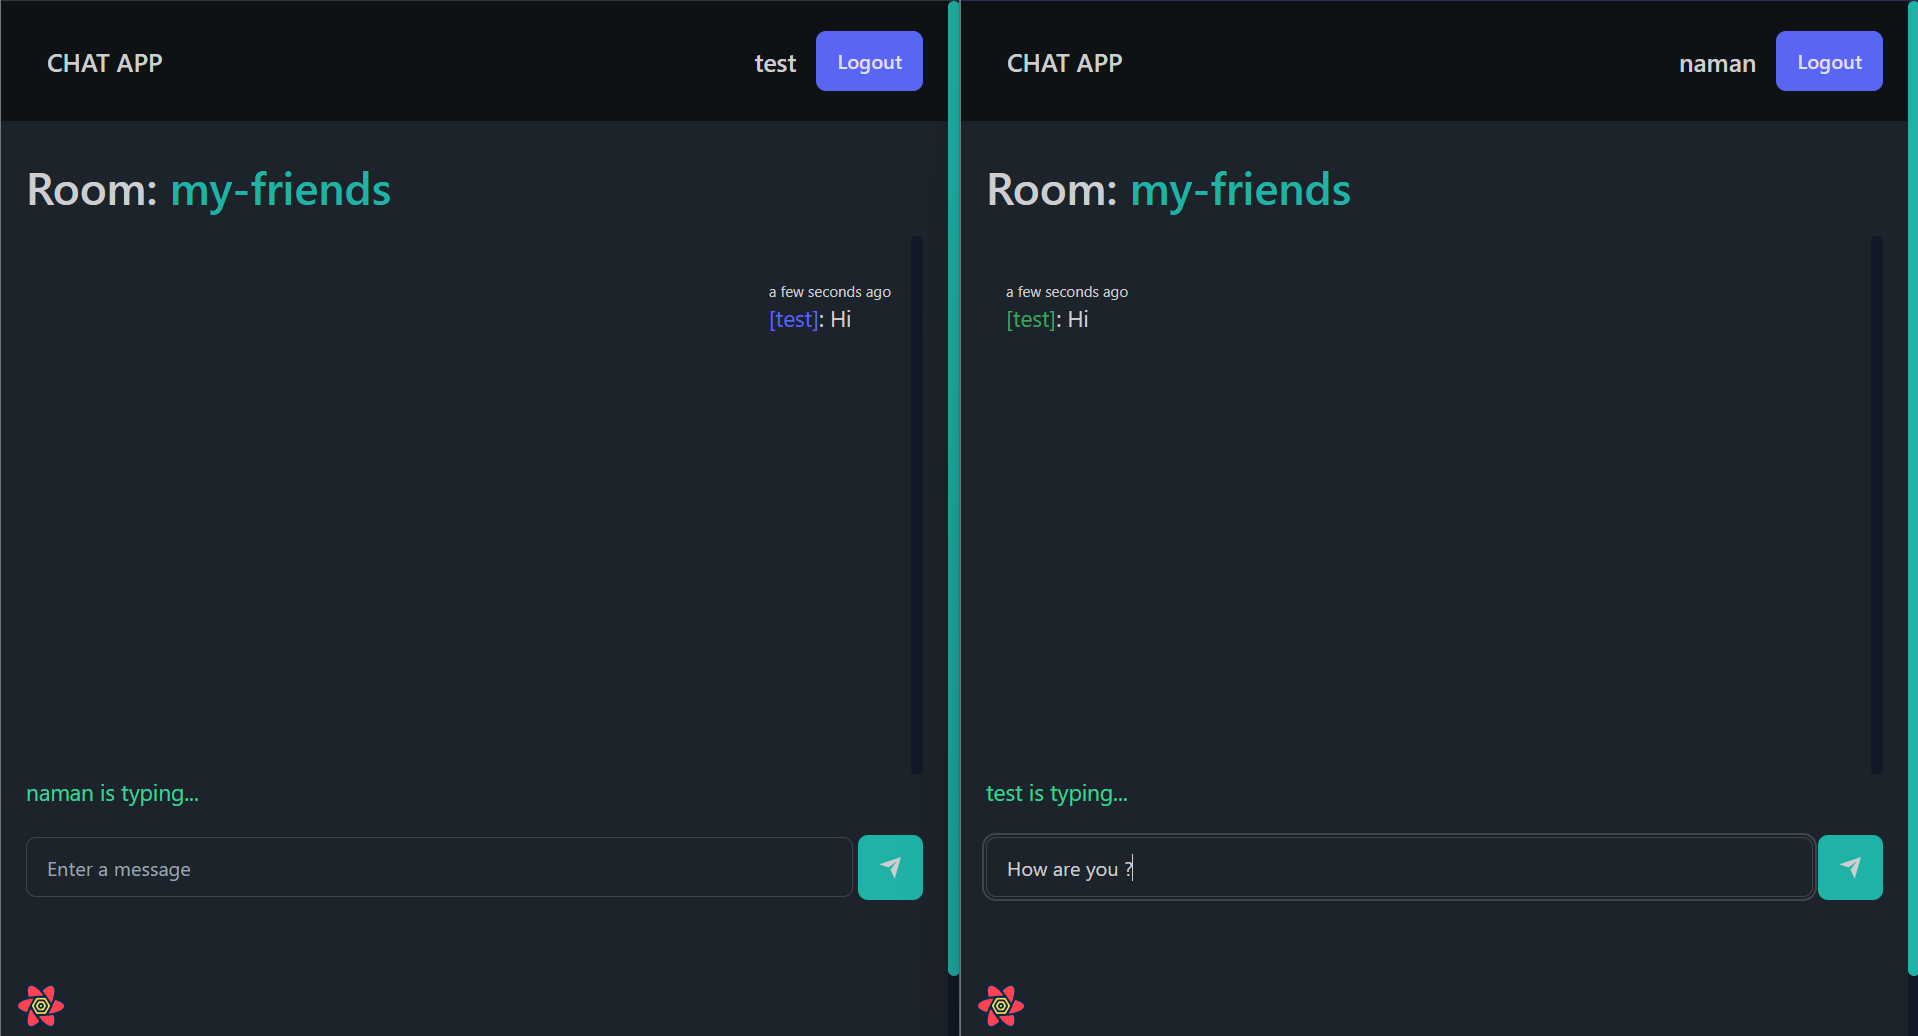 CHAT APP
test
Logout
Room: my-friends
a few seconds ago
[test]: Hi
naman is typing...
Enter a message
CHAT APP
naman
Logout
Room: my-friends
a few seconds ago
[test]: Hi
test is typing...
How are you ?